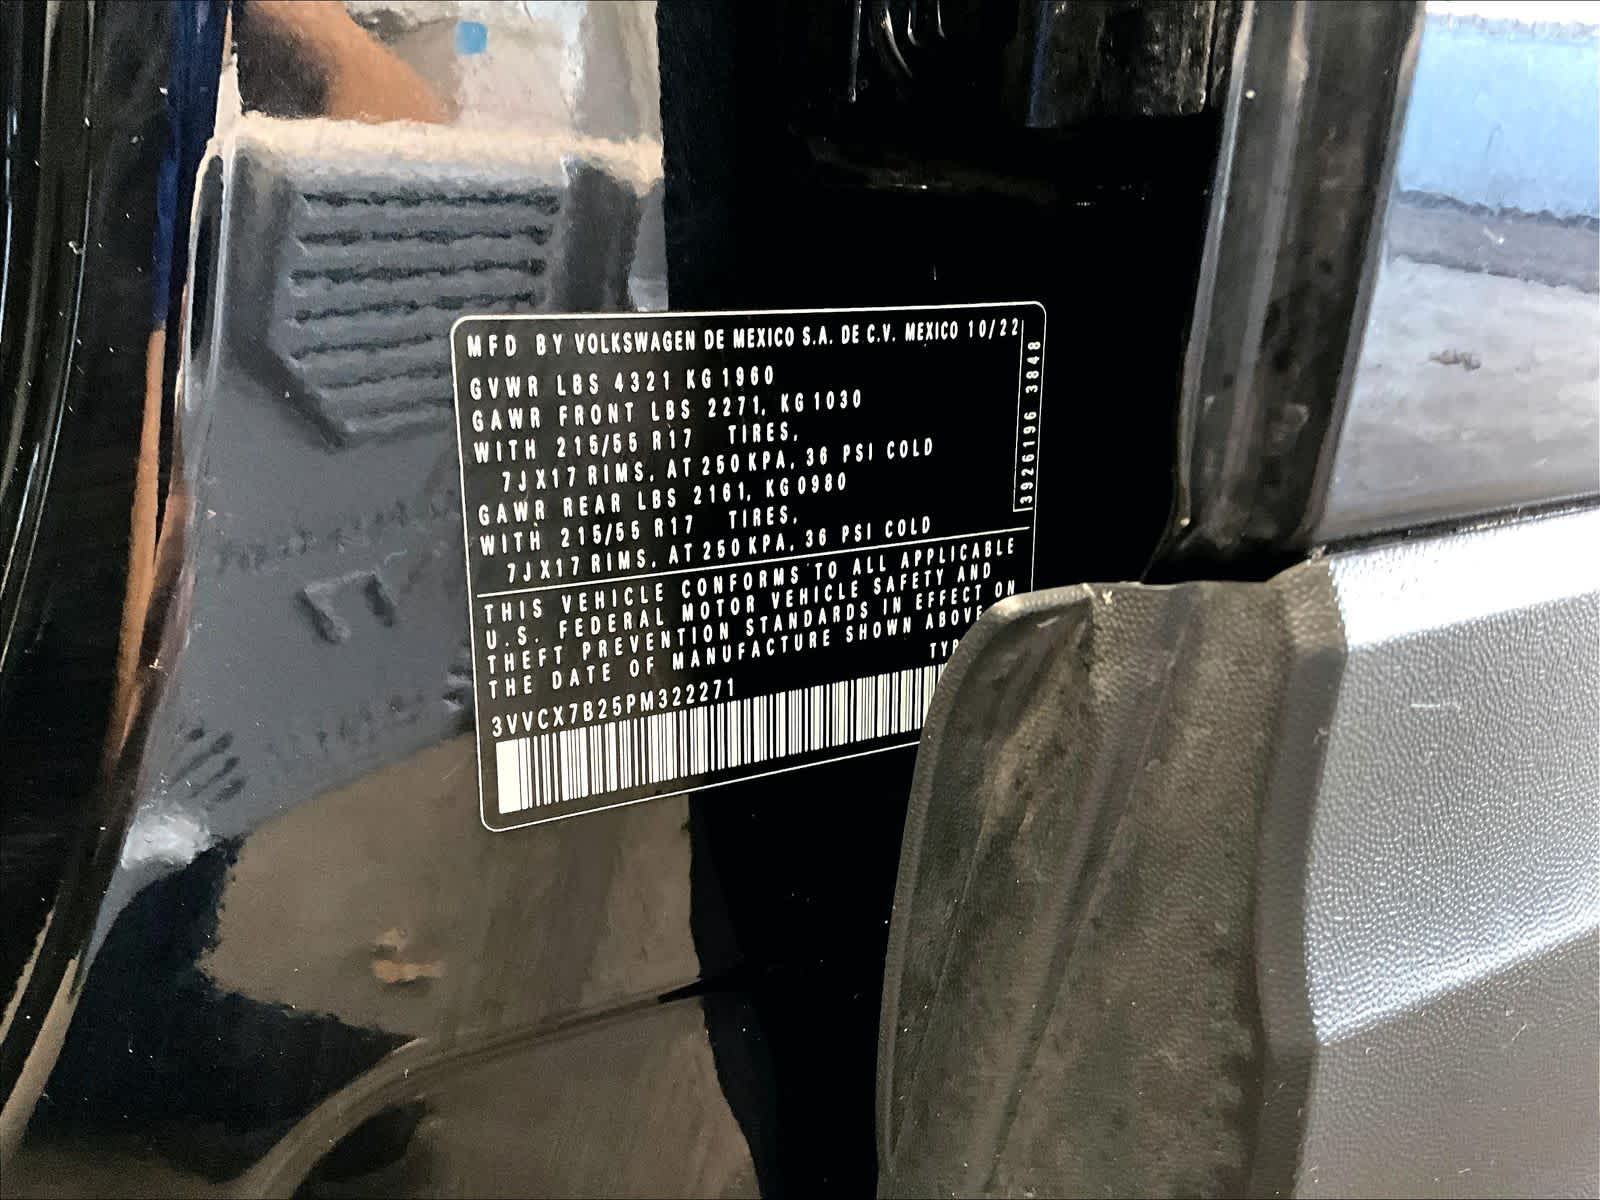 MFD BY VOLKSWAGEN DE MEXICO S.A. DE C.V. MEXICO 10/22
GVWR LBS 4321 KG 1960
GAWR FRONT LBS 2271, KG 1030
WITH 215/55 R17 TIRES,
7JX17 RIMS, AT 250 KPA, 36 PSI COLD
GAWR REAR LBS 2161, KG 0980
WITH 215/55 R17 TIRES,
7JX17 RIMS, AT 250 KPA, 36 PSI COLD
THIS VEHICLE CONFORMS TO ALL APPLICABLE
U.S. FEDERAL MOTOR VEHICLE SAFETY AND
THEFT PREVENTION STANDARDS IN EFFECT ON
THE DATE OF MANUFACTURE SHOWN ABOVE
TYP
3VVCX7B25PM322271
3926196 3848